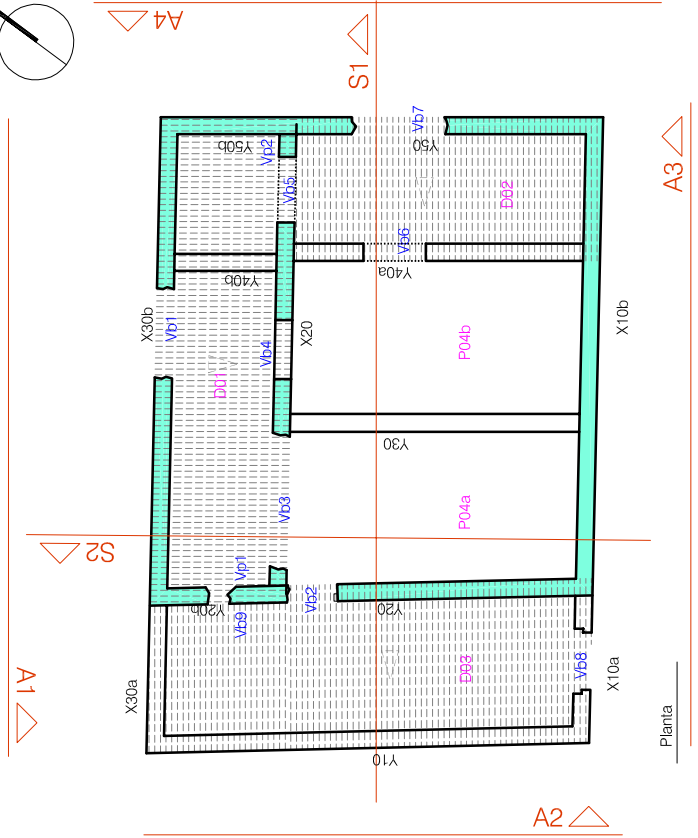 A4
S1
A3
Vb7
Y50b
Vp2
Y50
Vb5
D02
Vb6
Y40b
Y40a
X30b
Vb1
X20
X10b
Vb4
P04b
D01
Y30
Vb3
P04a
S2
Vp1
Y20b
Vb9
Vb2
Y20
D03
Vb8
X10a
X30a
A1
Planta
Y10
A2